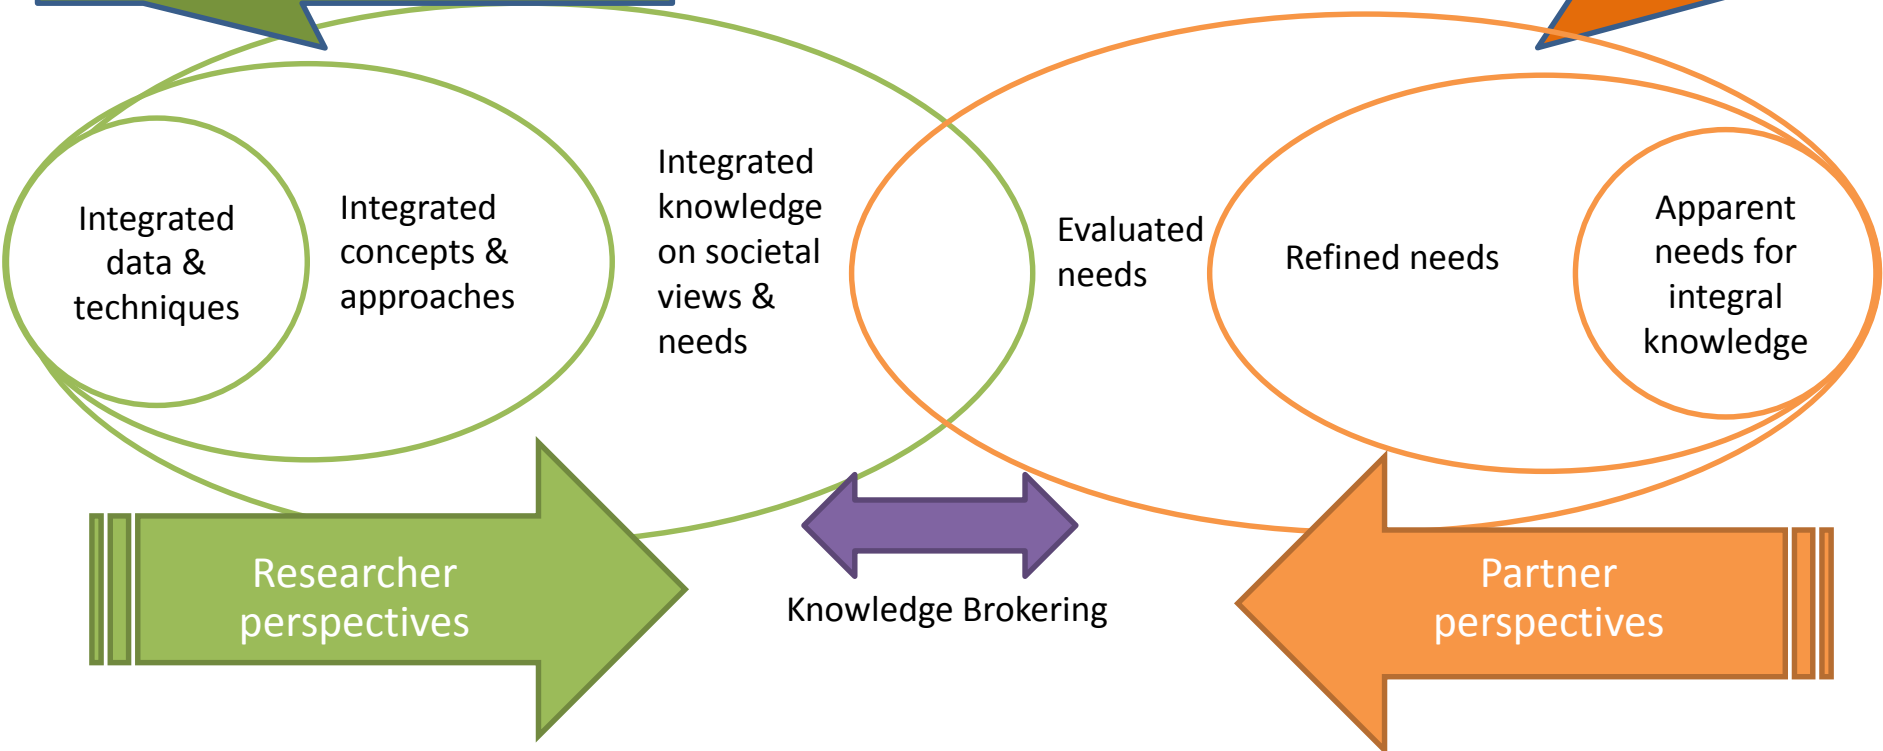 Integrated
data &
techniques
Integrated
concepts &
approaches
Integrated
knowledge
on societal
views &
needs
Evaluated
needs
Refined needs
Apparent
needs for
integral
knowledge
Researcher
perspectives
Knowledge Brokering
Partner
perspectives